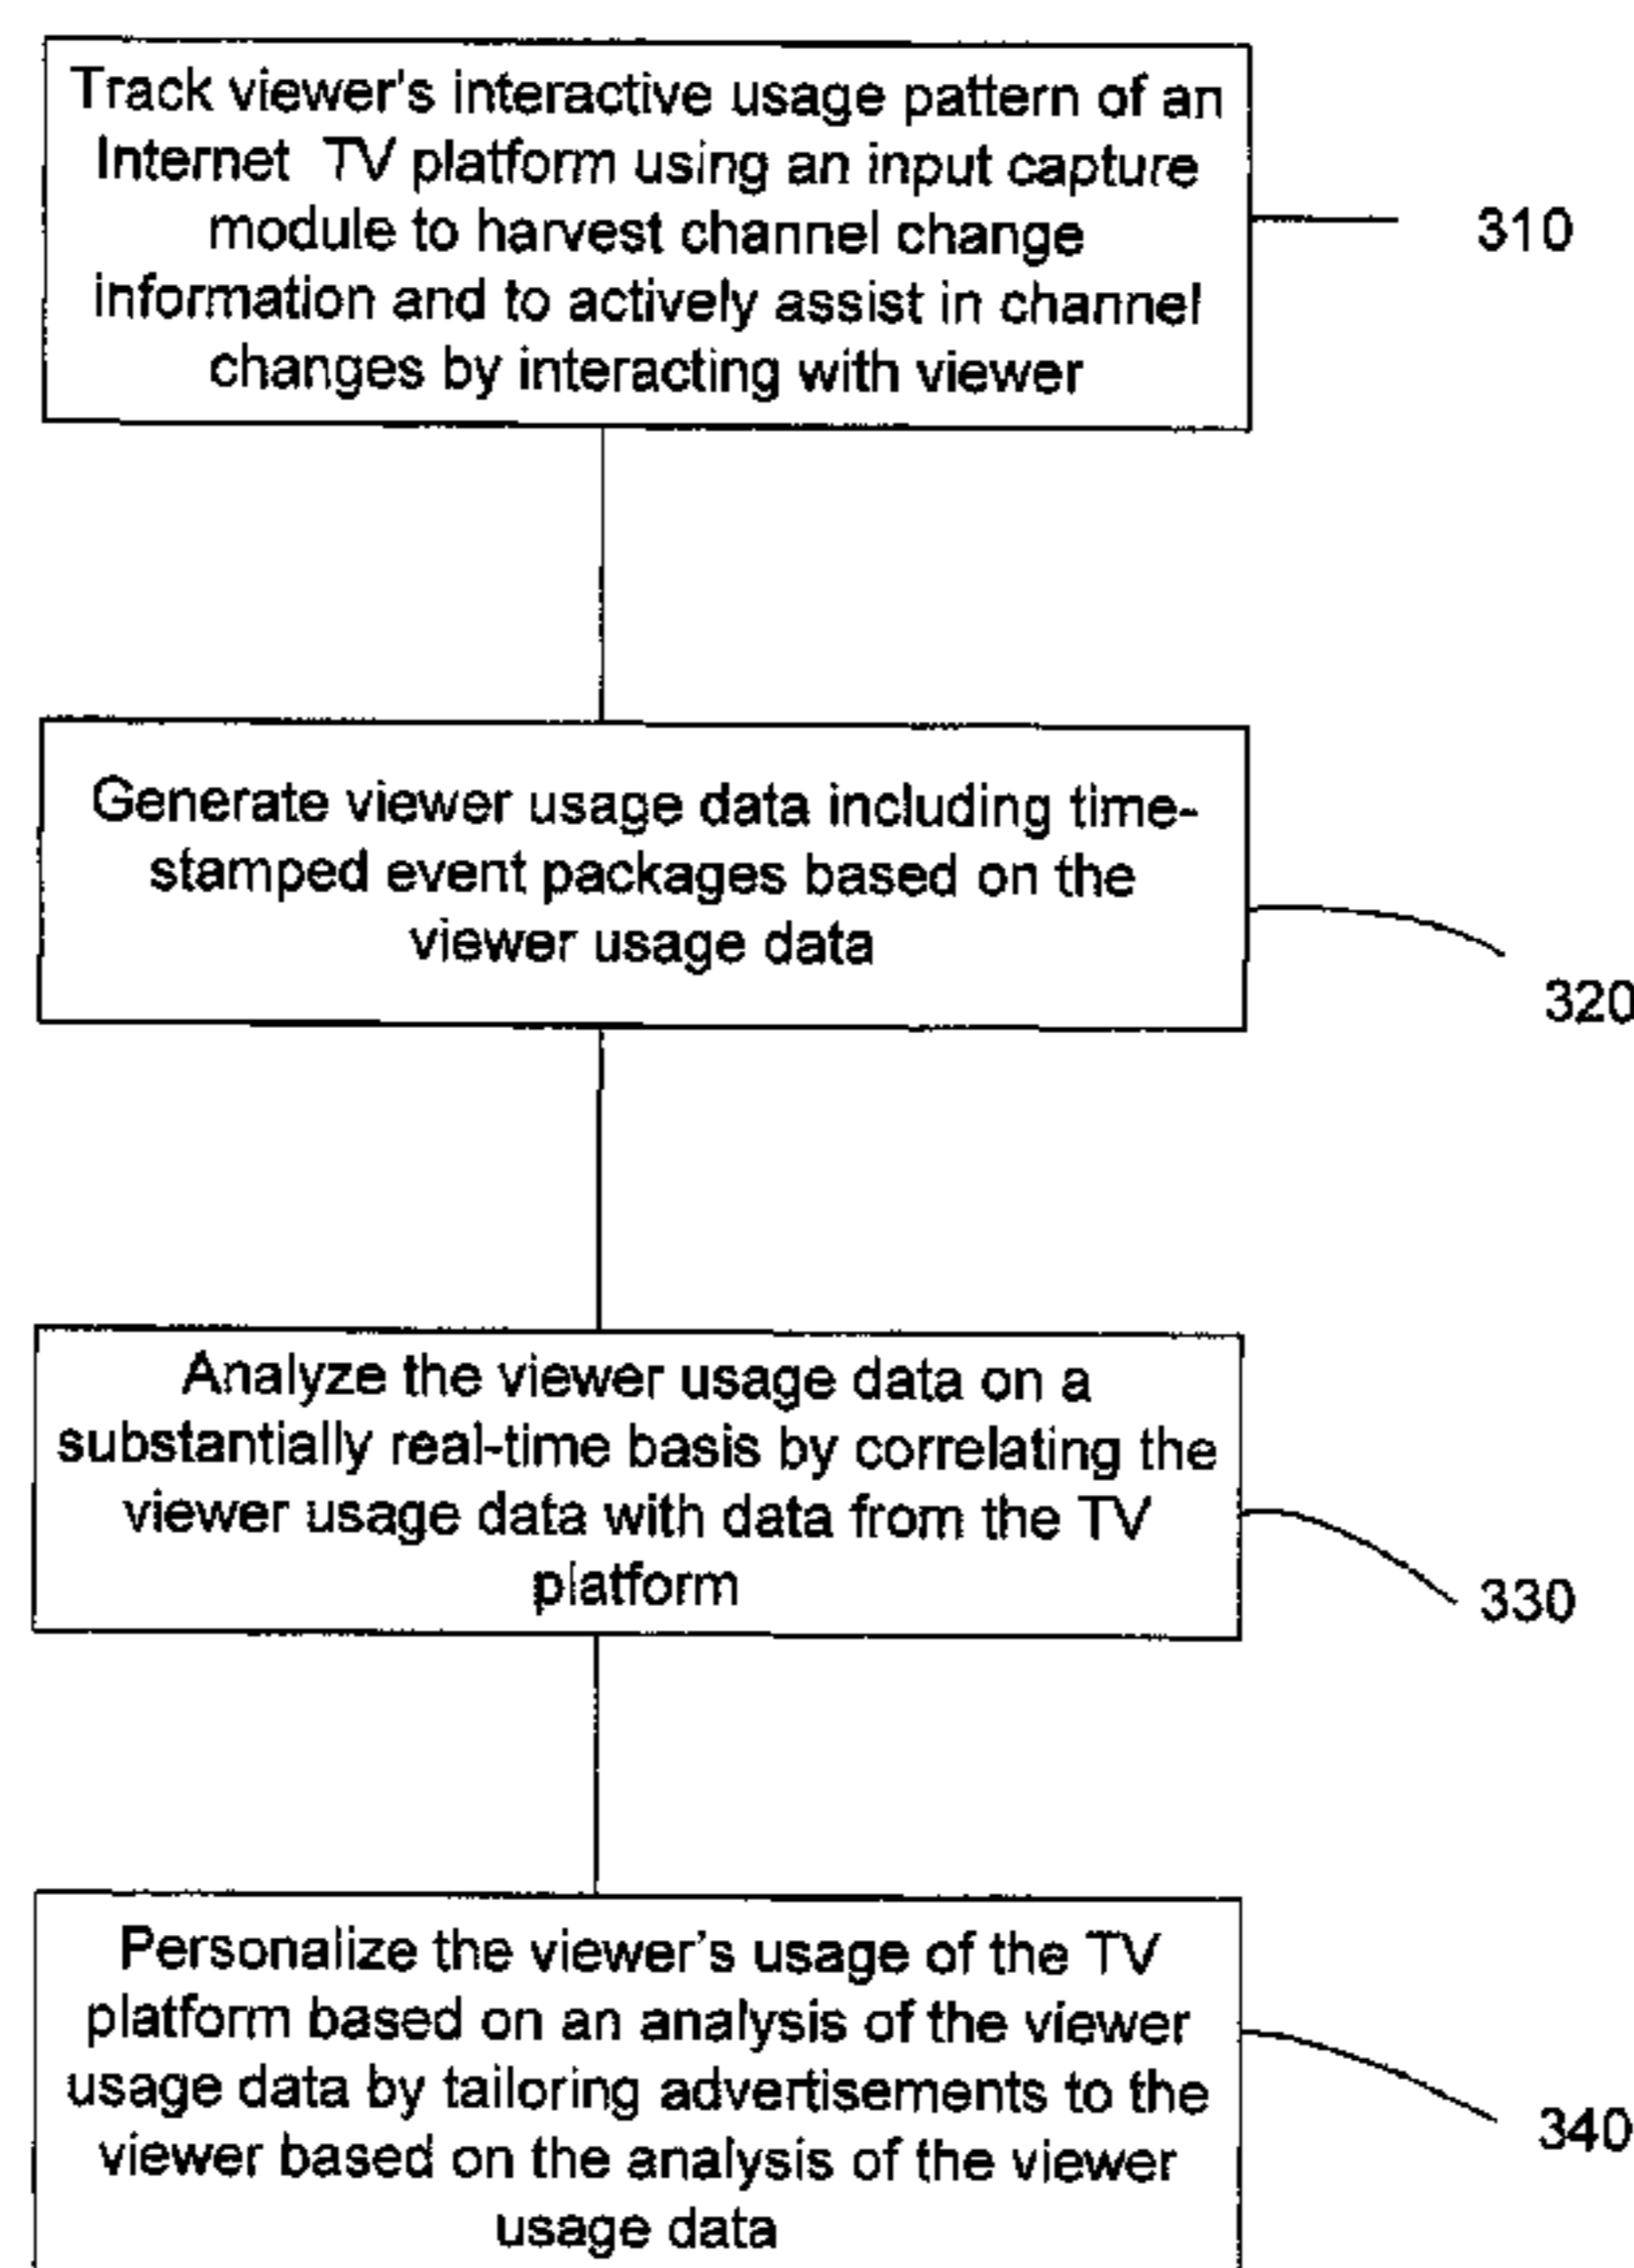 Track viewer's interactive usage pattern of an
Internet TV platform using an input capture
module to harvest channel change
information and to actively assist in channel
changes by interacting with viewer
310
Generate viewer usage data including time-
stamped event packages based on the
viewer usage data
320
Analyze the viewer usage data on a
substantially real-time basis by correlating the
viewer usage data with data from the TV
platform
330
Personalize the viewer's usage of the TV
platform based on an analysis of the viewer
usage data by tailoring advertisements to the
viewer based on the analysis of the viewer
usage data
340